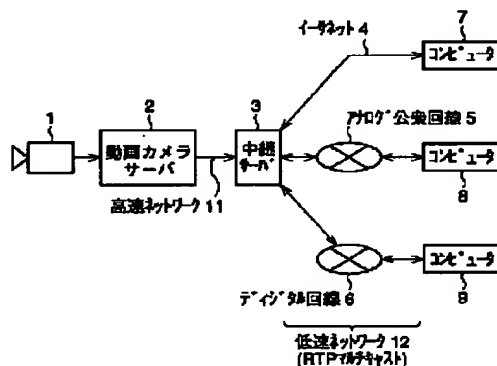 イーサネット 4
7
コンピュータ
1
2
動画カメラ
サーバ
3
中継
サーバ
高速ネットワーク 11
アナログ公衆回線 5
コンピュータ
8
コンピュータ
9
ディジタル回線 6
低速ネットワーク 12
(RTPマルチキャスト)